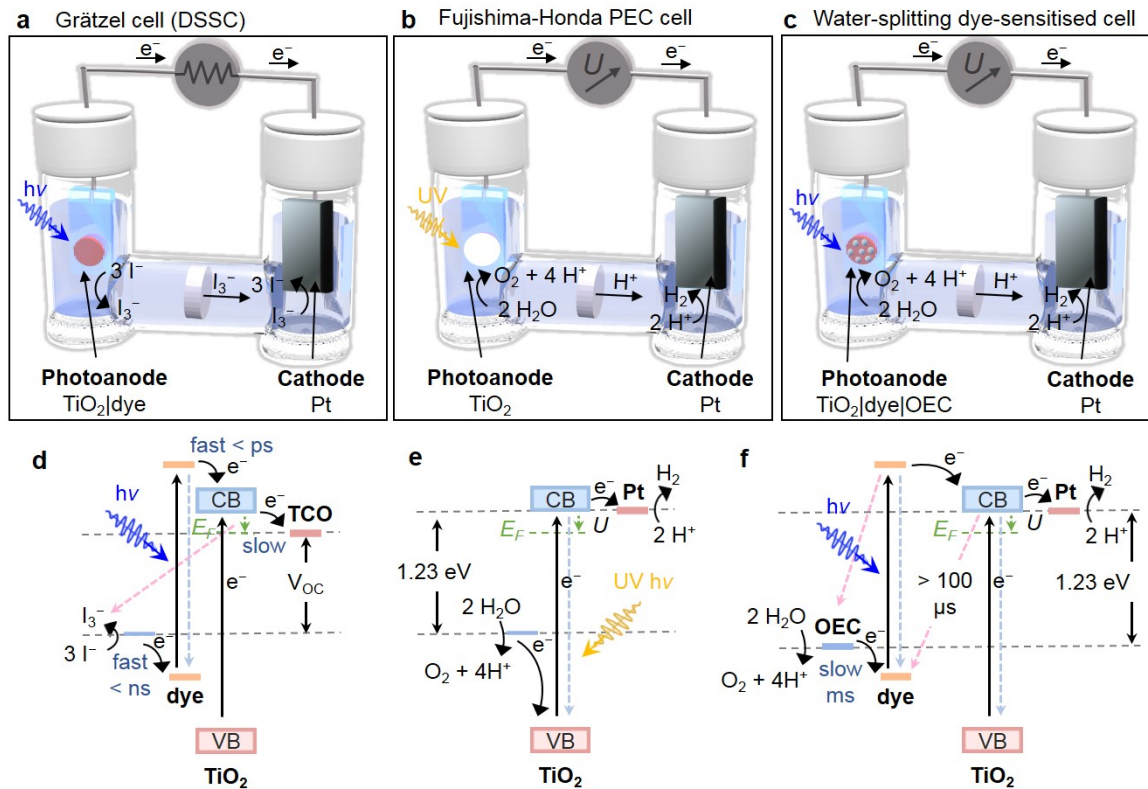 a Grätzel cell (DSSC)
e⁻ e⁻
hν
3 I⁻
I₃⁻
I₃⁻
3 I⁻
I₃⁻
Photoanode
TiO₂|dye
Cathode
Pt
b Fujishima-Honda PEC cell
e⁻ U e⁻
UV
O₂ + 4 H⁺
2 H₂O
H⁺
H₂
2 H⁺
Photoanode
TiO₂
Cathode
Pt
c Water-splitting dye-sensitised cell
e⁻ U e⁻
hν
O₂ + 4 H⁺
2 H₂O
H⁺
H₂
2 H⁺
Photoanode
TiO₂|dye|OEC
Cathode
Pt
d
fast < ps
e⁻
hν
CB
e⁻
TCO
E_F
slow
e⁻
V_OC
I₃⁻
3 I⁻
e⁻
fast
< ns
dye
VB
TiO₂
e
CB
e⁻
Pt
H₂
E_F
U
2 H⁺
1.23 eV
e⁻
UV hν
2 H₂O
e⁻
O₂ + 4H⁺
VB
TiO₂
f
e⁻
hν
CB
e⁻
Pt
H₂
E_F
U
2 H⁺
> 100
µs
e⁻
1.23 eV
2 H₂O
OEC
e⁻
O₂ + 4H⁺
slow
ms
dye
VB
TiO₂